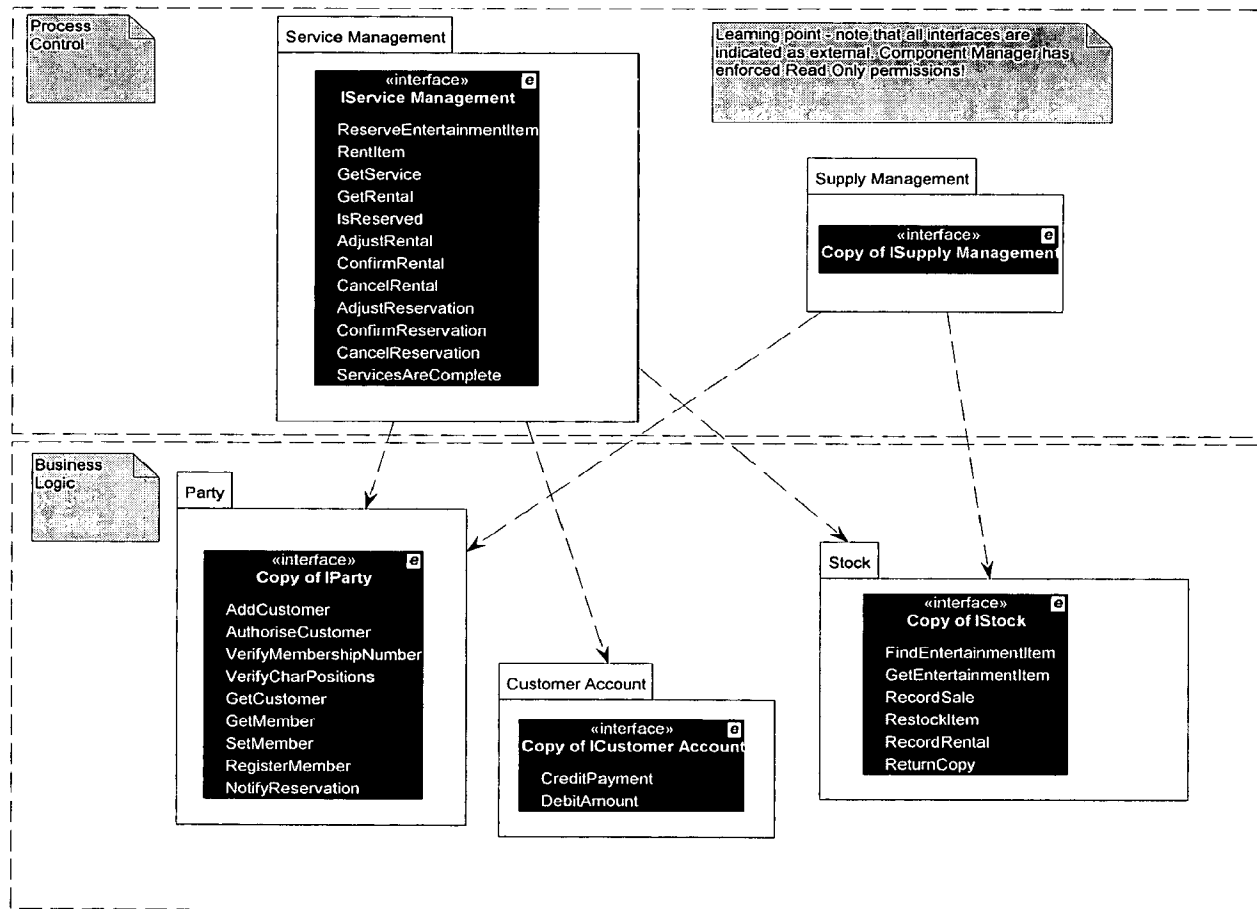 Process
Control
Service Management
«interface»
e
IService Management
ReserveEntertainmentItem
RentItem
GetService
GetRental
IsReserved
AdjustRental
ConfirmRental
CancelRental
AdjustReservation
ConfirmReservation
CancelReservation
ServicesAreComplete
Learning point - note that all interfaces are
indicated as external, Component Manager has
enforced Read Only permissions!
Supply Management
«interface»
e
Copy of ISupply Management
Business
Logic
Party
«interface»
e
Copy of IParty
AddCustomer
AuthoriseCustomer
VerifyMembershipNumber
VerifyCharPositions
GetCustomer
GetMember
SetMember
RegisterMember
NotifyReservation
Customer Account
«interface»
e
Copy of ICustomer Account
CreditPayment
DebitAmount
Stock
«interface»
e
Copy of IStock
FindEntertainmentItem
GetEntertainmentItem
RecordSale
RestockItem
RecordRental
ReturnCopy